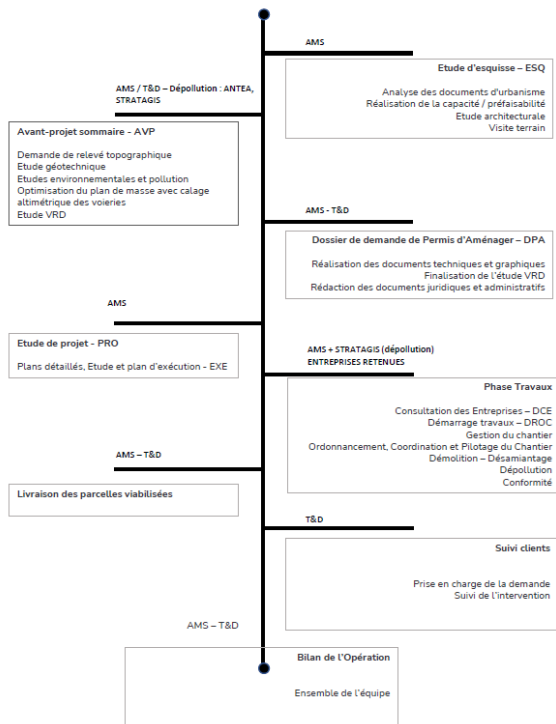 AMS
Etude d'esquisse – ESQ
Analyse des documents d'urbanisme
Réalisation de la capacité / préfaisabilité
Etude architecturale
Visite terrain
AMS / T&D – Dépollution : ANTEA,
STRATAGIS
Avant-projet sommaire - AVP
Demande de relevé topographique
Etude géotechnique
Etudes environnementales et pollution
Optimisation du plan de masse avec calage
altimétrique des voieries
Etude VRD
AMS - T&D
Dossier de demande de Permis d'Aménager – DPA
Réalisation des documents techniques et graphiques
Finalisation de l'étude VRD
Rédaction des documents juridiques et administratifs
AMS
Etude de projet - PRO
Plans détaillés, Etude et plan d'exécution - EXE
AMS + STRATAGIS (dépollution)
ENTREPRISES RETENUES
Phase Travaux
Consultation des Entreprises – DCE
Démarrage travaux – DROC
Gestion du chantier
Ordonnancement, Coordination et Pilotage du Chantier
Démolition – Désamiantage
Dépollution
Conformité
AMS – T&D
Livraison des parcelles viabilisées
T&D
Suivi clients
Prise en charge de la demande
Suivi de l'intervention
AMS – T&D
Bilan de l'Opération
Ensemble de l'équipe